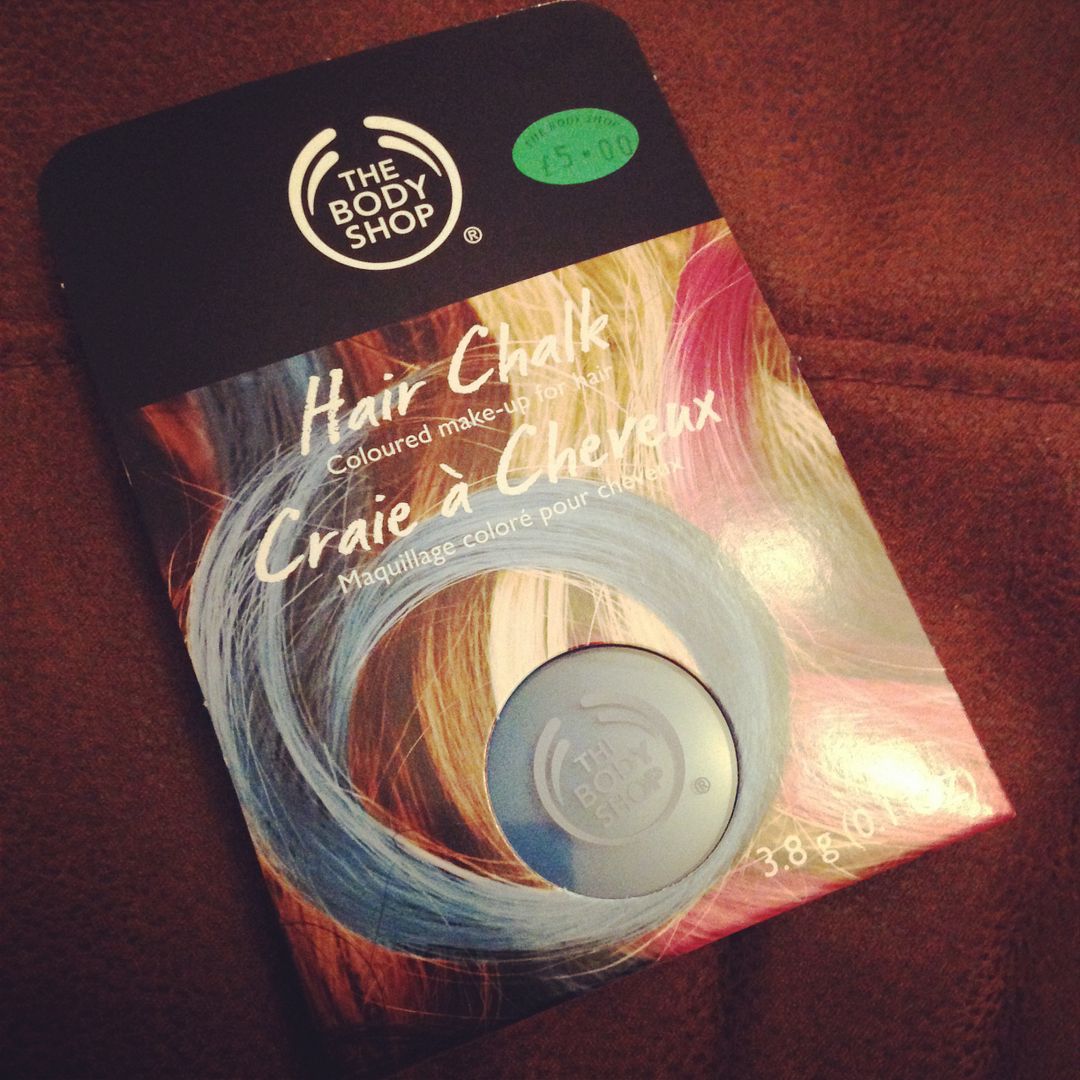 THE
BODY
SHOP
®
THE BODY SHOP
£5.00
Hair Chalk
Coloured make-up for hair
Craie à Cheveux
Maquillage coloré pour cheveux
THE
BODY
SHOP
®
3.8 g